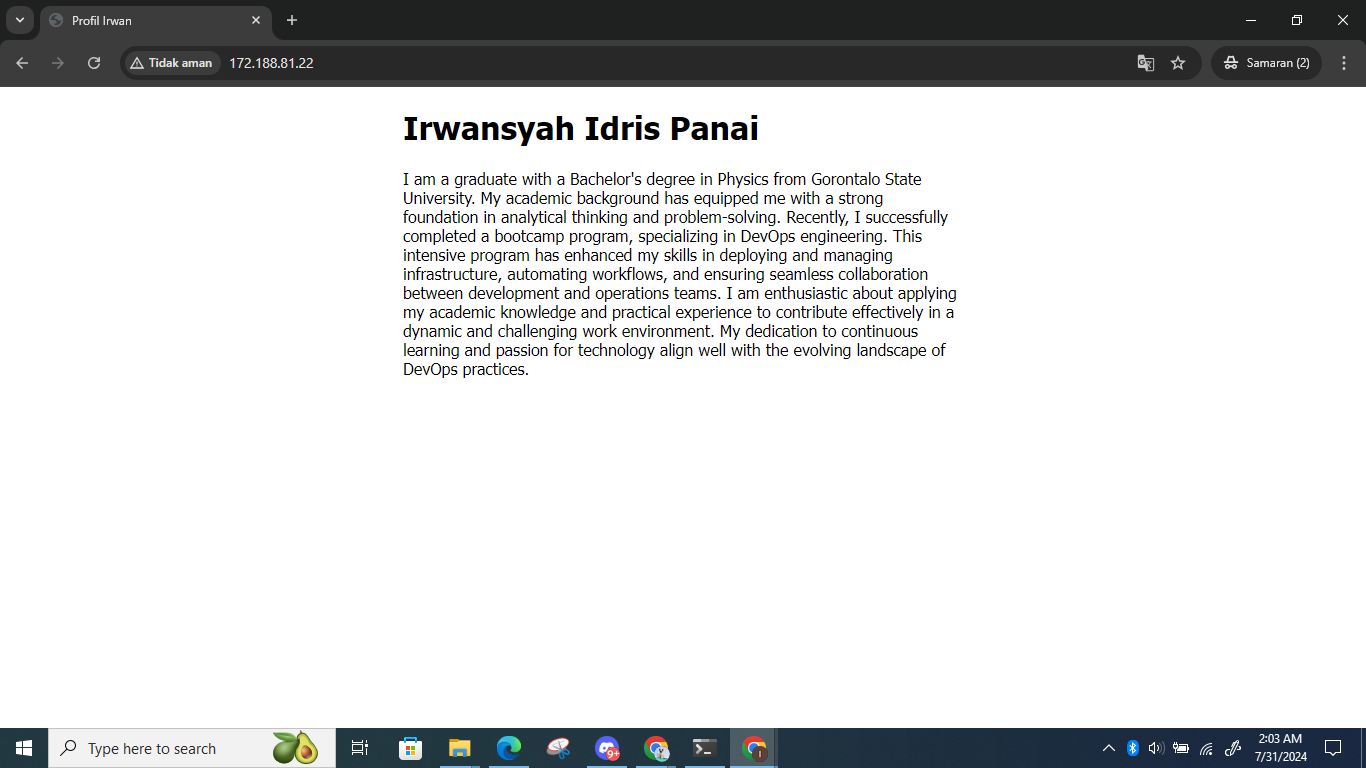 Profil Irwan
Tidak aman
172.188.81.22
Samaran (2)
Irwansyah Idris Panai
I am a graduate with a Bachelor's degree in Physics from Gorontalo State
University. My academic background has equipped me with a strong
foundation in analytical thinking and problem-solving. Recently, I successfully
completed a bootcamp program, specializing in DevOps engineering. This
intensive program has enhanced my skills in deploying and managing
infrastructure, automating workflows, and ensuring seamless collaboration
between development and operations teams. I am enthusiastic about applying
my academic knowledge and practical experience to contribute effectively in a
dynamic and challenging work environment. My dedication to continuous
learning and passion for technology align well with the evolving landscape of
DevOps practices.
Type here to search
9+
2:03 AM
7/31/2024